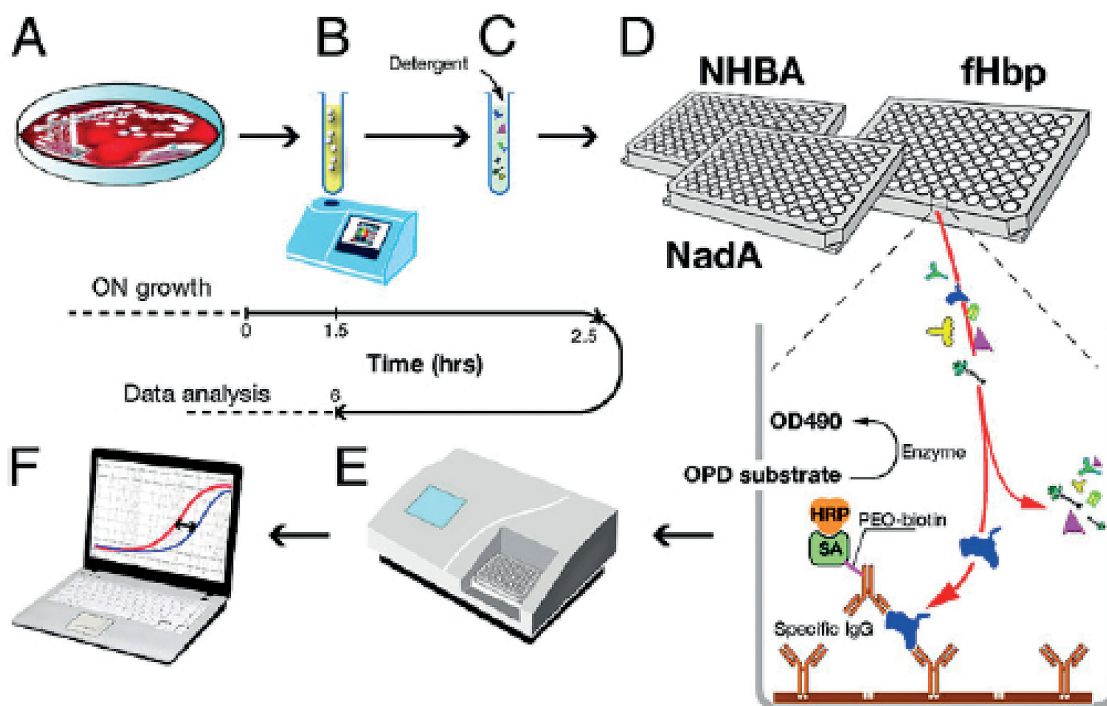 A
B
C
D
Detergent
NHBA
fHbp
NadA
ON growth
0
1.5
2.5
Time (hrs)
Data analysis
6
OD490
Enzyme
OPD substrate
HRP
PEO-biotin
SA
Specific IgG
F
E